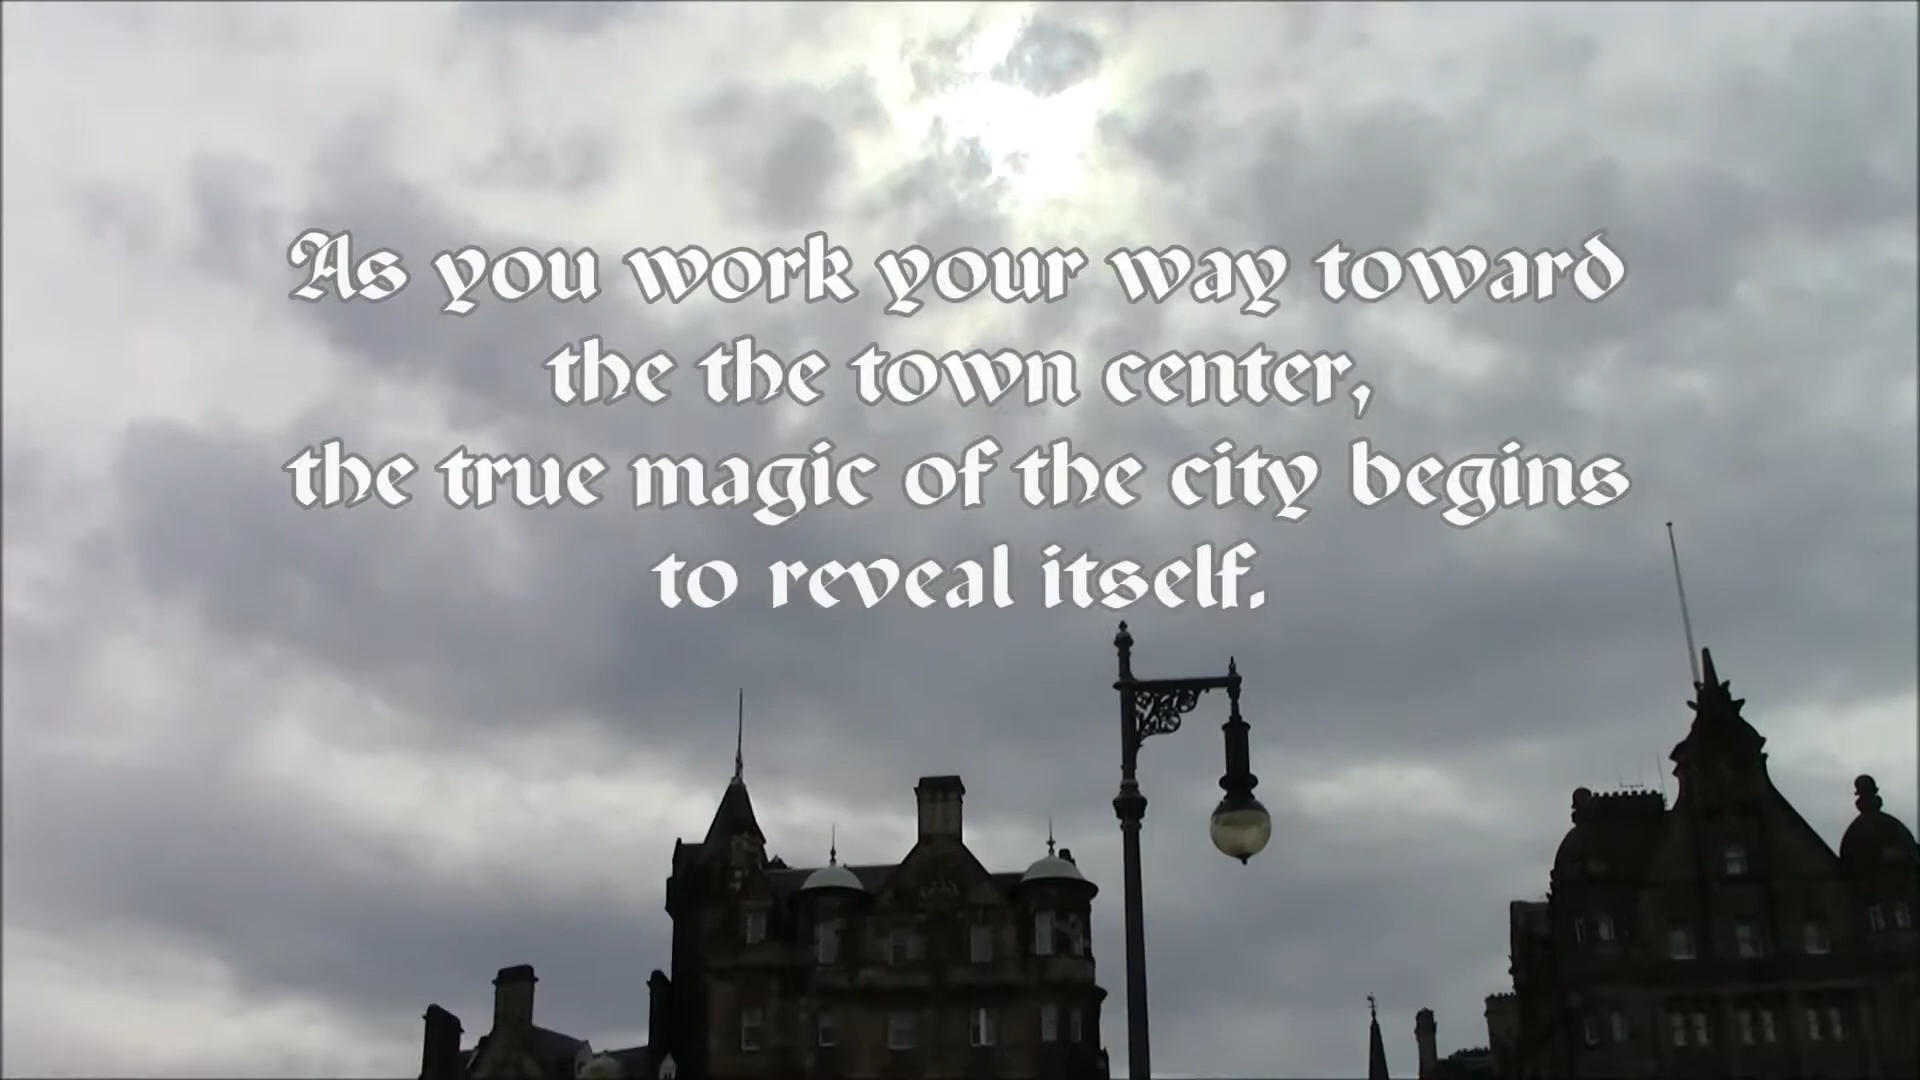 As you work your way toward
the the town center,
the true magic of the city begins
to reveal itself.